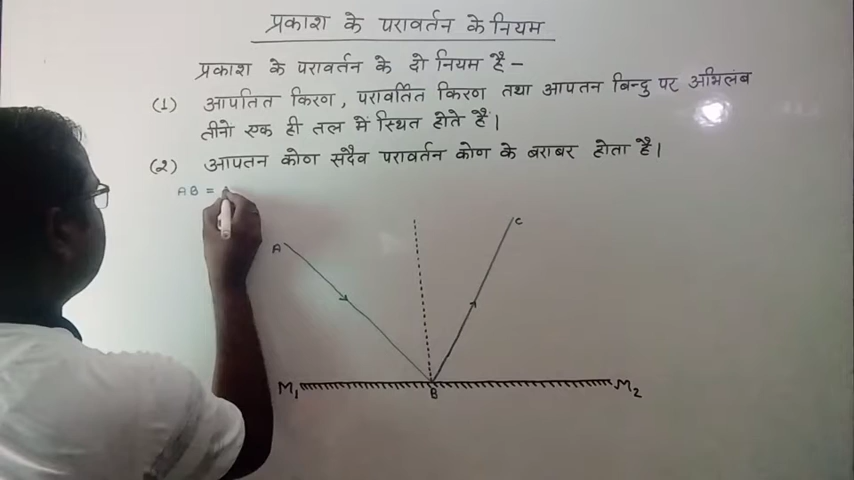 प्रकाश के परावर्तन के नियम
प्रकाश के परावर्तन के दो नियम है -
(1) आपतित किरण, परावर्तित किरण तथा आपतन बिन्दु पर अभिलंब
तीनो एक ही तल में स्थित होते हैं।
(2) आपतन कोण सदैव परावर्तन कोण के बराबर होता है।
AB =
A
C
M₁
B
M₂